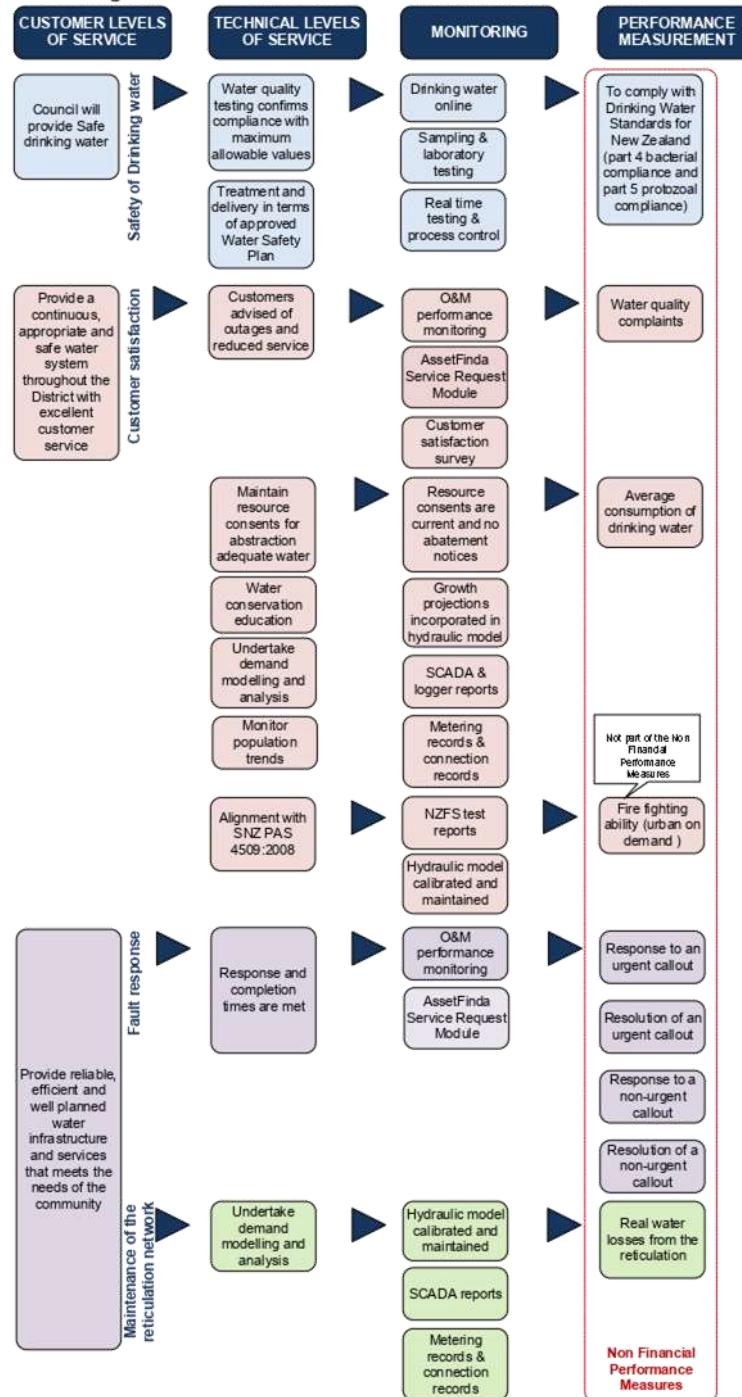 CUSTOMER LEVELS
OF SERVICE
TECHNICAL LEVELS
OF SERVICE
MONITORING
PERFORMANCE
MEASUREMENT
Council will
provide Safe
drinking water
Safety of Drinking water
Water quality
testing confirms
compliance with
maximum
allowable values
Treatment and
delivery in terms
of approved
Water Safety
Plan
Drinking water
online
Sampling &
laboratory
testing
Real time
testing &
process control
To comply with
Drinking Water
Standards for
New Zealand
(part 4 bacterial
compliance and
part 5 protozoal
compliance)
Provide a
continuous,
appropriate and
safe water
system
throughout the
District with
excellent
customer
service
Customer satisfaction
Customers
advised of
outages and
reduced service
O&M
performance
monitoring
AssetFinda
Service Request
Module
Customer
satisfaction
survey
Water quality
complaints
Maintain
resource
consents for
abstraction
adequate water
Water
conservation
education
Undertake
demand
modelling and
analysis
Monitor
population
trends
Resource
consents are
current and no
abatement
notices
Growth
projections
incorporated in
hydraulic model
SCADA &
logger reports
Metering
records &
connection
records
Average
consumption of
drinking water
Not part of the Non
Financial
Performance
Measures
Alignment with
SNZ PAS
4509:2008
NZFS test
reports
Hydraulic model
calibrated and
maintained
Fire fighting
ability (urban on
demand )
Provide reliable,
efficient and
well planned
water
infrastructure
and services
that meets the
needs of the
community
Fault response
Response and
completion
times are met
O&M
performance
monitoring
AssetFinda
Service Request
Module
Response to an
urgent callout
Resolution of an
urgent callout
Response to a
non-urgent
callout
Resolution of a
non-urgent
callout
Maintenance of the
reticulation network
Undertake
demand
modelling and
analysis
Hydraulic model
calibrated and
maintained
SCADA reports
Metering
records &
connection
records
Real water
losses from the
reticulation
Non Financial
Performance
Measures